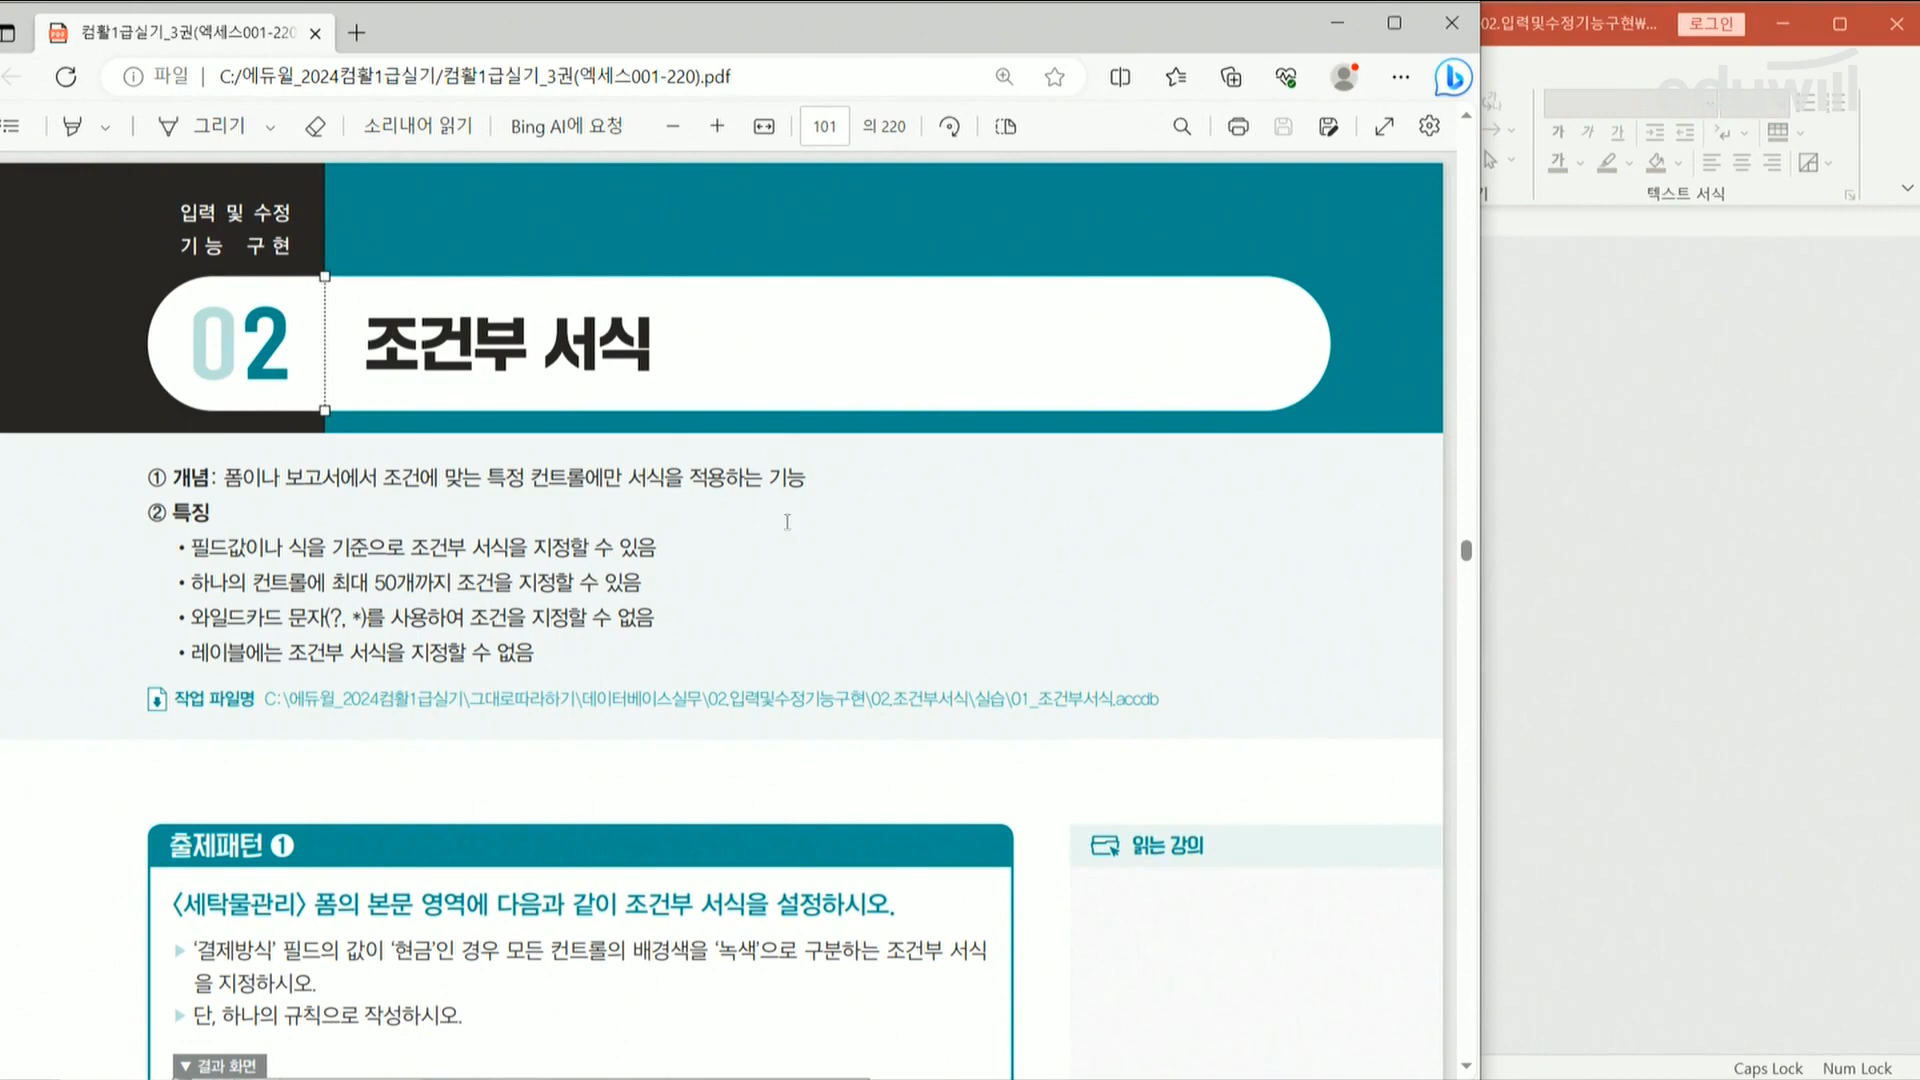 컴활1급실기_3권(엑세스001-220
02.입력및수정기능구현₩...
로그인
파일
C:/에듀윌_2024컴활1급실기/컴활1급실기_3권(엑세스001-220).pdf
eduwill
그리기
소리내어 읽기
Bing AI에 요청
101
의 220
가 가 가
가
텍스트 서식
입력 및 수정
기능 구현
02
조건부 서식
① 개념: 폼이나 보고서에서 조건에 맞는 특정 컨트롤에만 서식을 적용하는 기능
② 특징
• 필드값이나 식을 기준으로 조건부 서식을 지정할 수 있음
• 하나의 컨트롤에 최대 50개까지 조건을 지정할 수 있음
• 와일드카드 문자(?, *)를 사용하여 조건을 지정할 수 없음
• 레이블에는 조건부 서식을 지정할 수 없음
작업 파일명 C:\에듀윌_2024컴활1급실기\그대로따라하기\데이터베이스실무\02.입력및수정기능구현\02.조건부서식\실습\01_조건부서식.accdb
출제패턴 ❶
읽는 강의
〈세탁물관리〉 폼의 본문 영역에 다음과 같이 조건부 서식을 설정하시오.
▶ ‘결제방식’ 필드의 값이 ‘현금’인 경우 모든 컨트롤의 배경색을 ‘녹색’으로 구분하는 조건부 서식
을 지정하시오.
▶ 단, 하나의 규칙으로 작성하시오.
▼ 결과 화면
Caps Lock
Num Lock